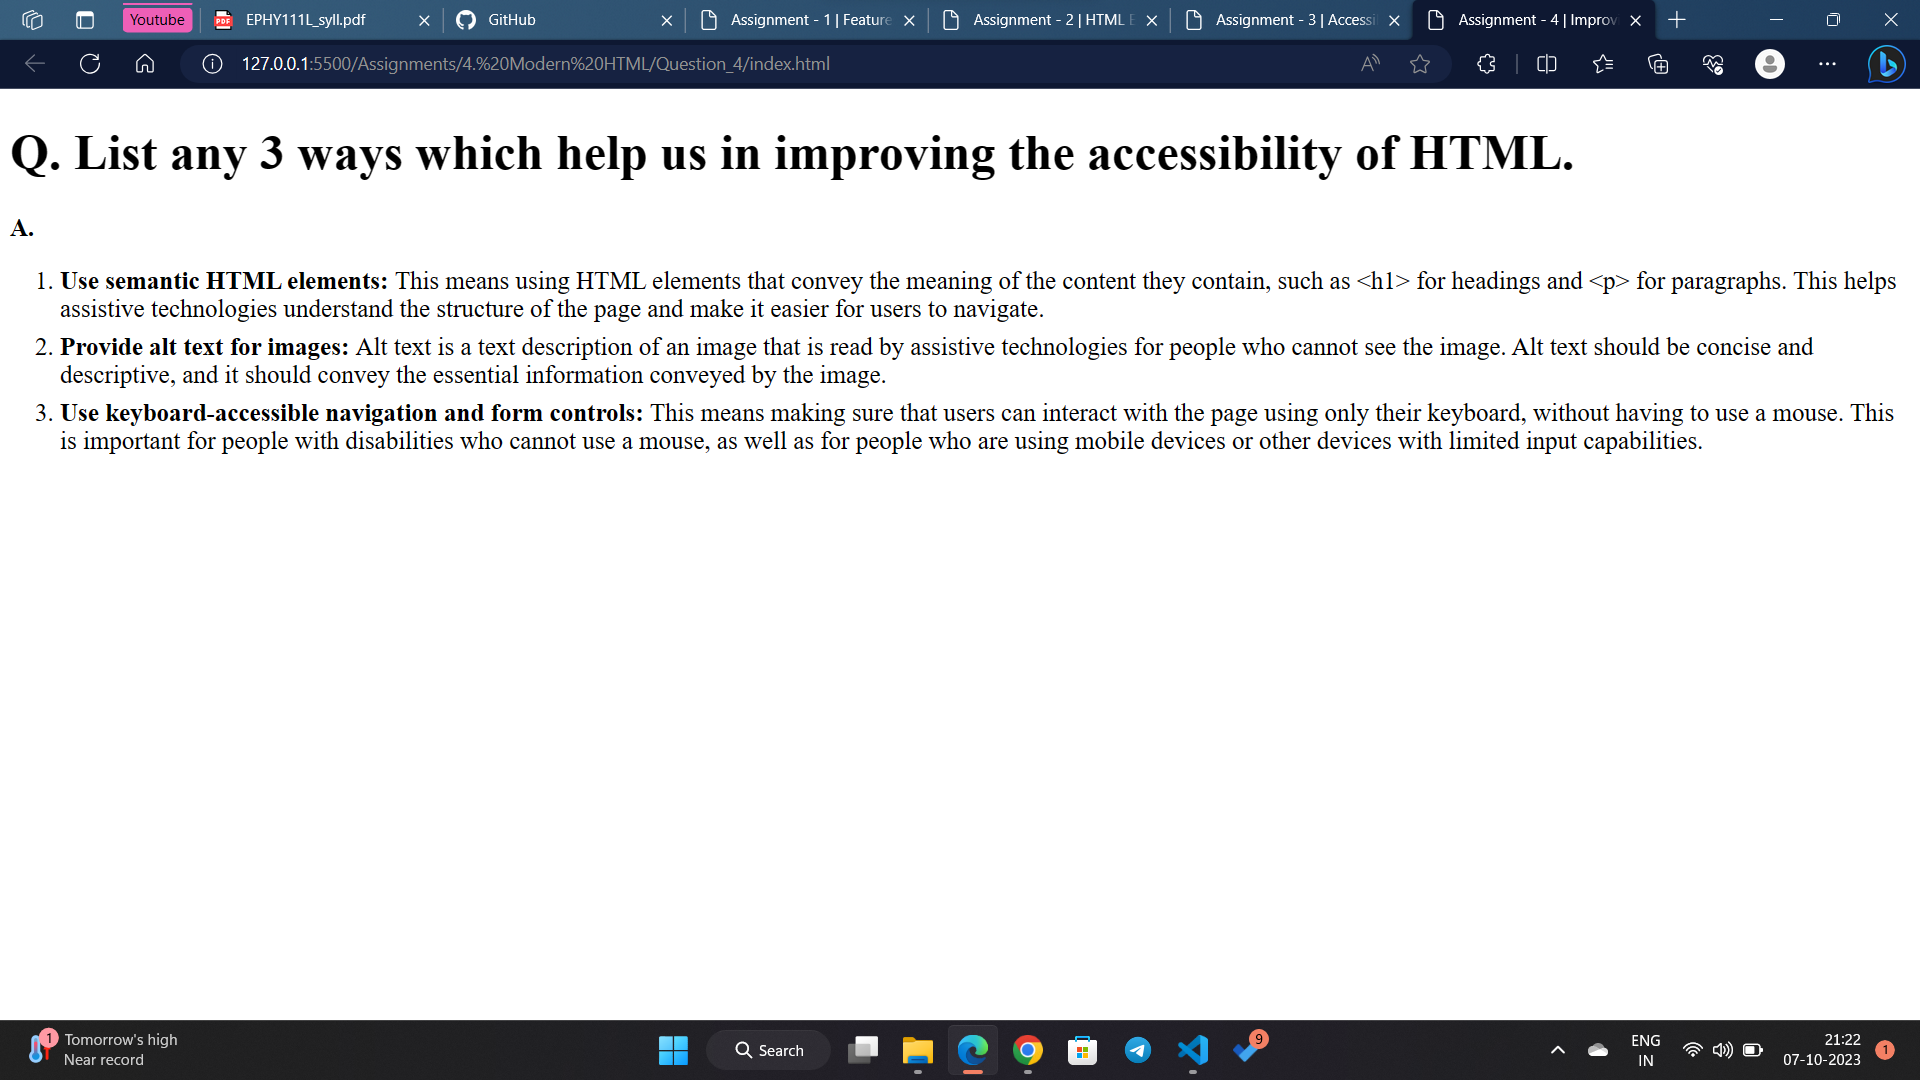 Youtube
EPHY111L_syll.pdf
GitHub
Assignment - 1 | Feature
Assignment - 2 | HTML E
Assignment - 3 | Accessi
Assignment - 4 | Improv
127.0.0.1:5500/Assignments/4.%20Modern%20HTML/Question_4/index.html
Q. List any 3 ways which help us in improving the accessibility of HTML.
A.
1. Use semantic HTML elements: This means using HTML elements that convey the meaning of the content they contain, such as <h1> for headings and <p> for paragraphs. This helps
assistive technologies understand the structure of the page and make it easier for users to navigate.
2. Provide alt text for images: Alt text is a text description of an image that is read by assistive technologies for people who cannot see the image. Alt text should be concise and
descriptive, and it should convey the essential information conveyed by the image.
3. Use keyboard-accessible navigation and form controls: This means making sure that users can interact with the page using only their keyboard, without having to use a mouse. This
is important for people with disabilities who cannot use a mouse, as well as for people who are using mobile devices or other devices with limited input capabilities.
1
Tomorrow's high
Near record
Search
9
ENG
IN
21:22
07-10-2023
1